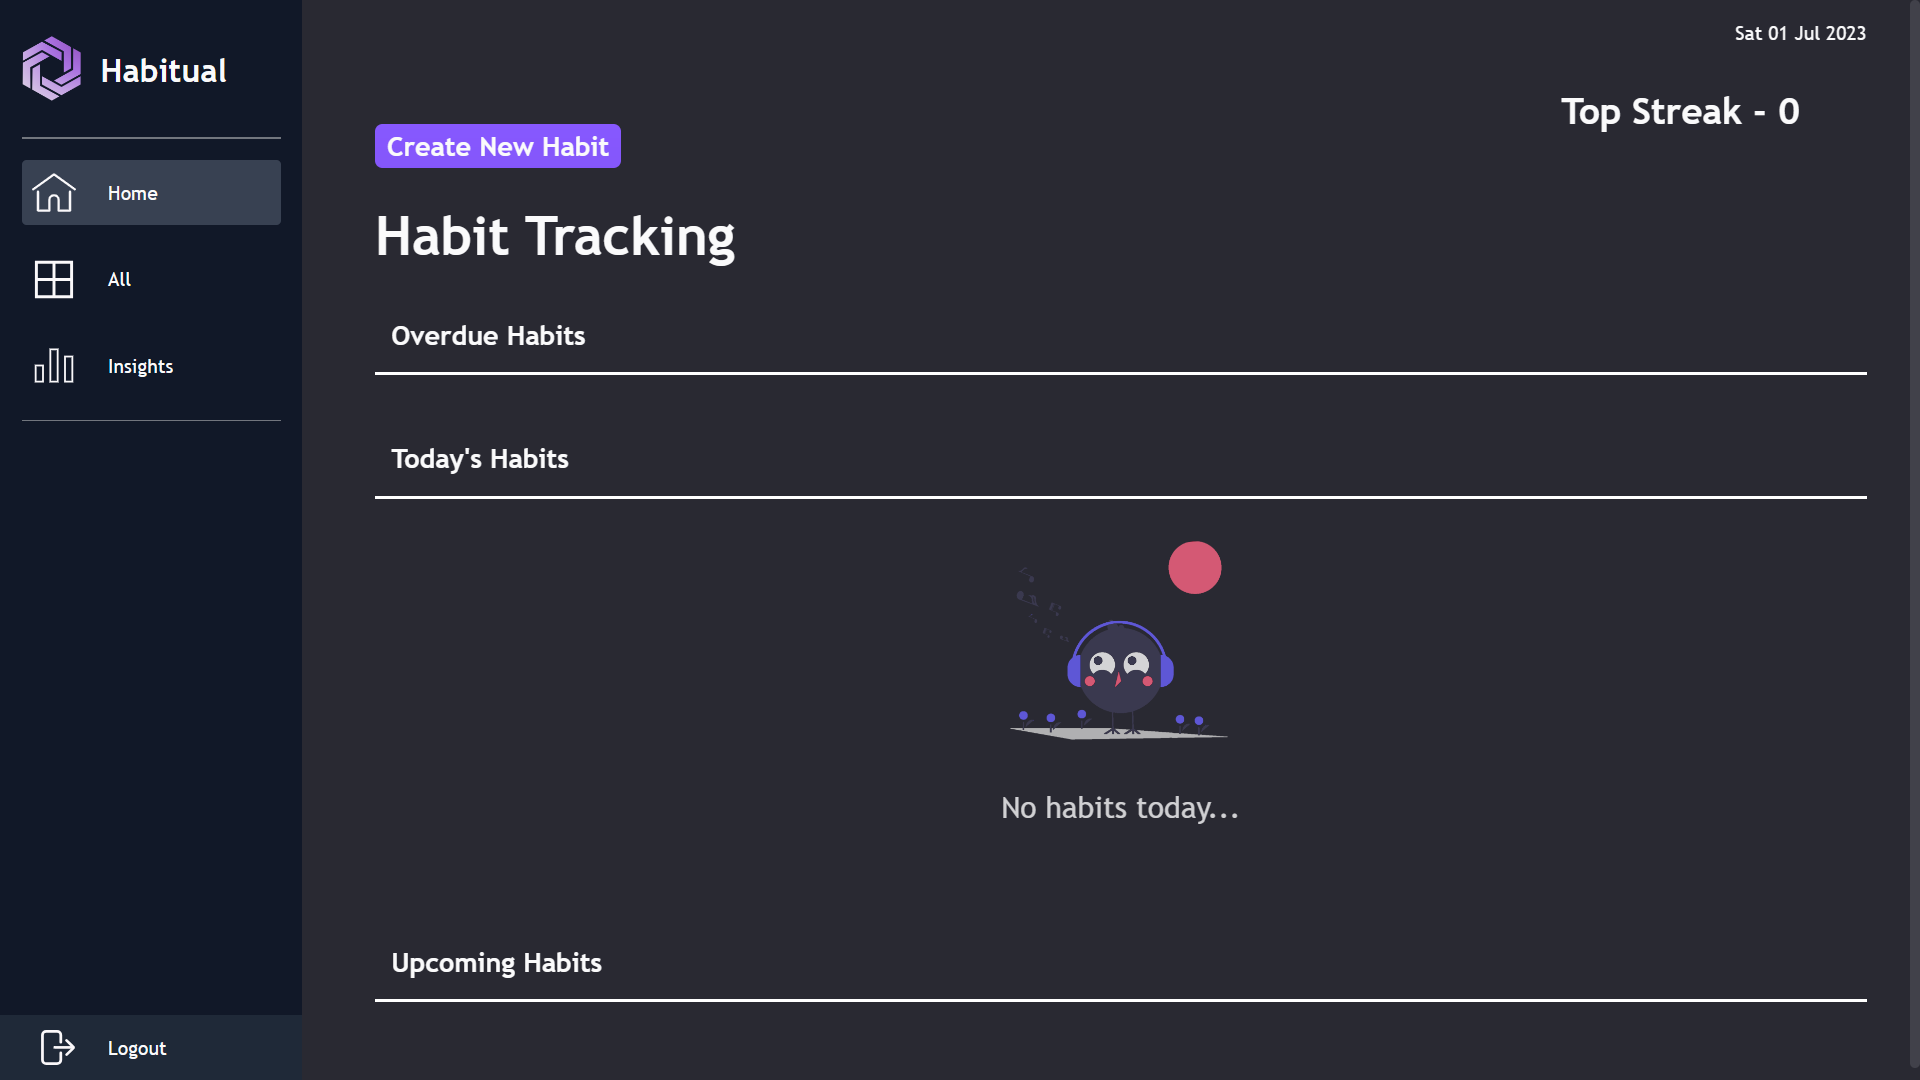 Habitual
Home
All
Insights
Logout
Sat 01 Jul 2023
Top Streak - 0
Create New Habit
Habit Tracking
Overdue Habits
Today's Habits
No habits today...
Upcoming Habits